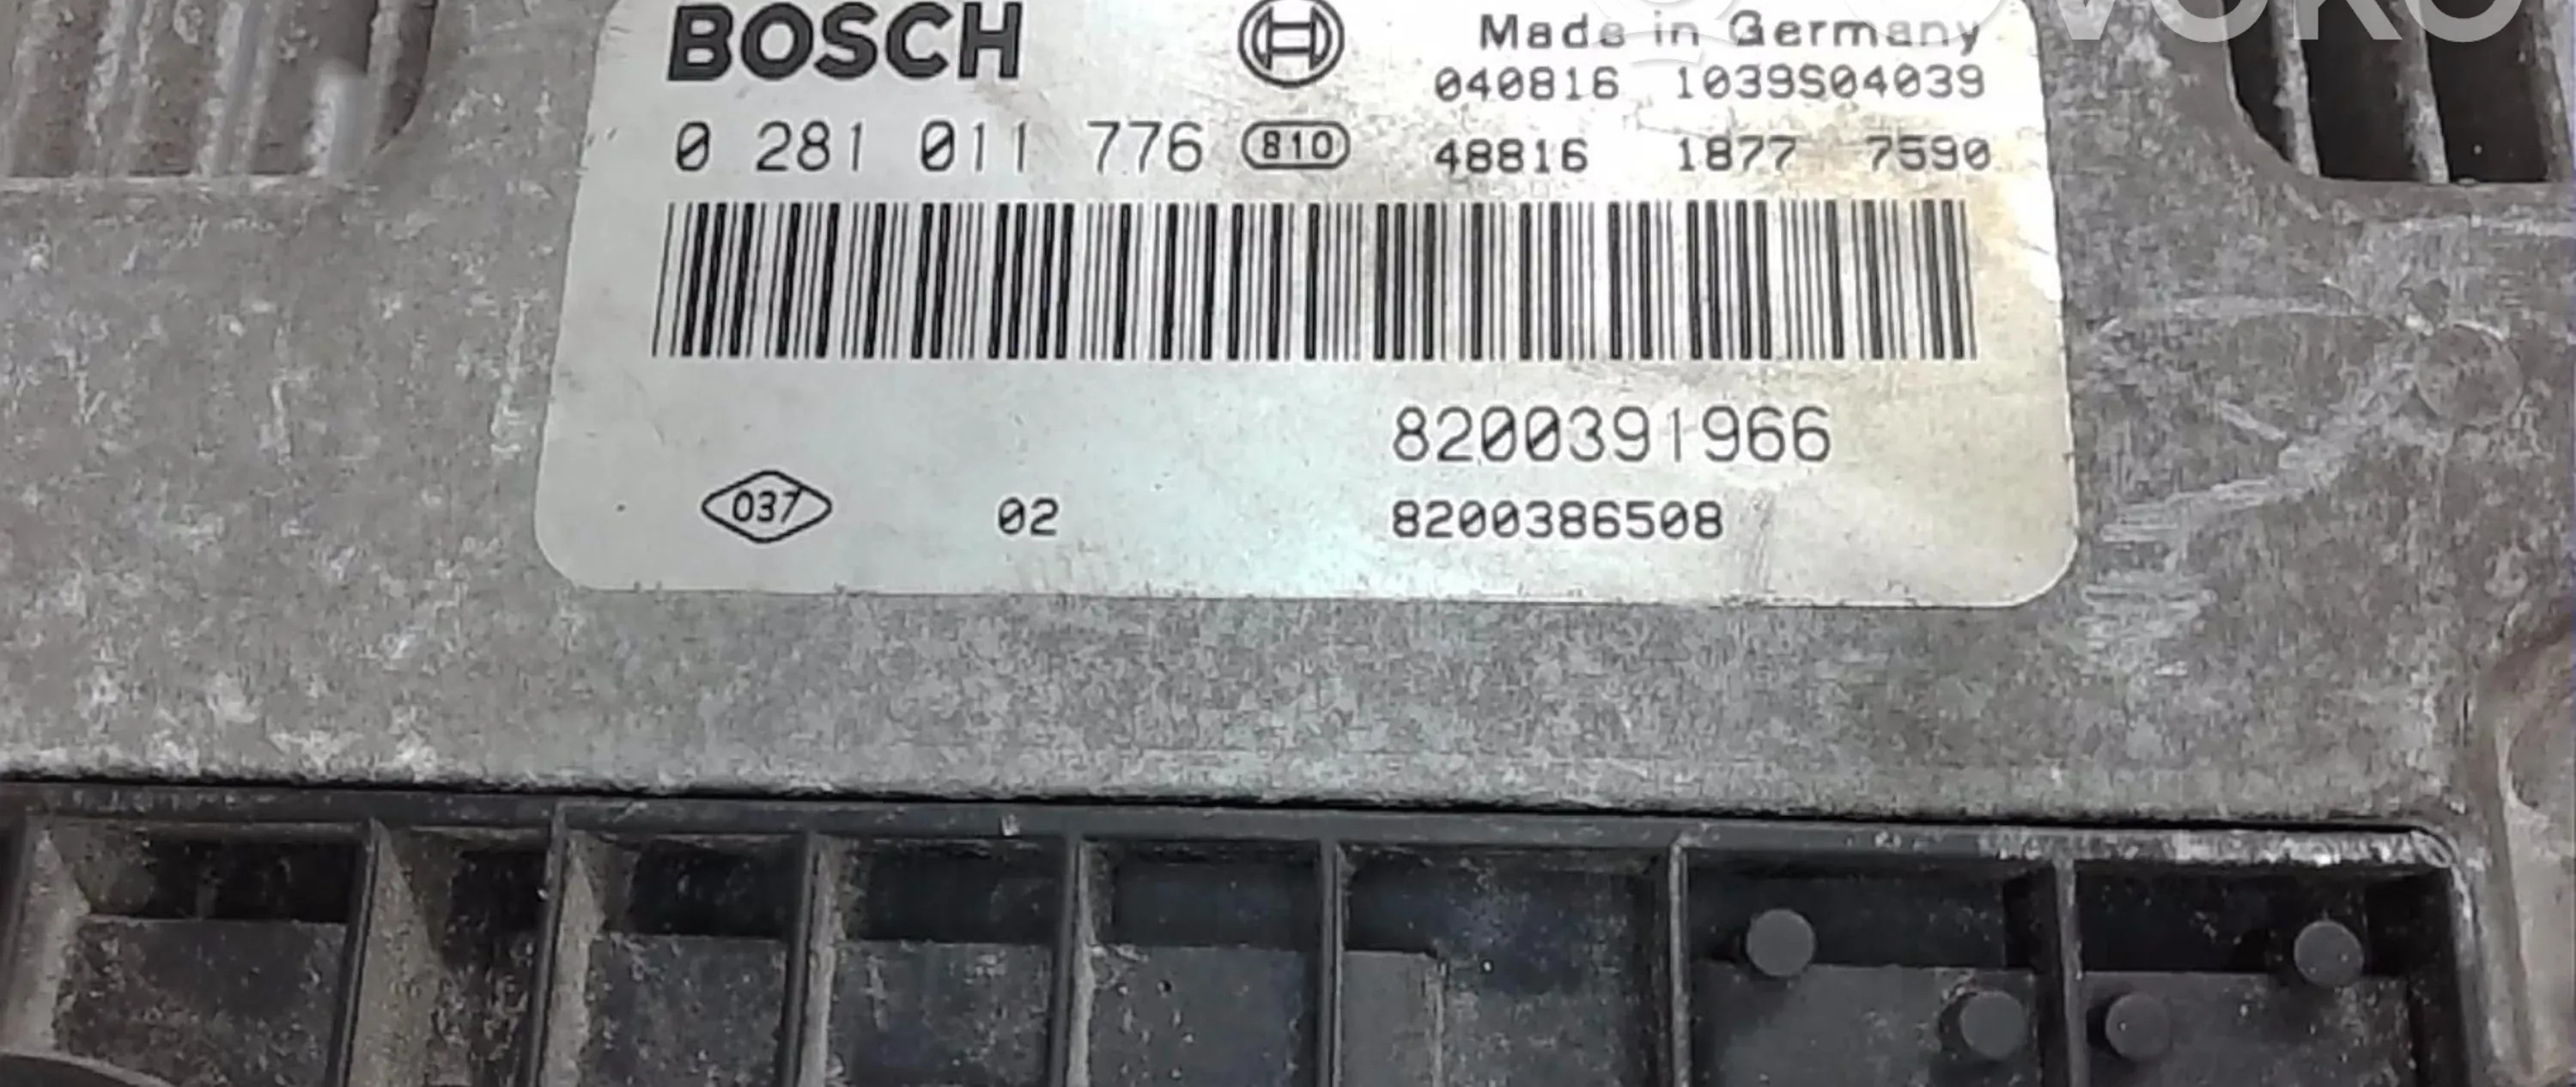 BOSCH
Made in Germany
040816 1039S04039
0 281 011 776 810 48816 1877 7590
8200391966
037 02 8200386508